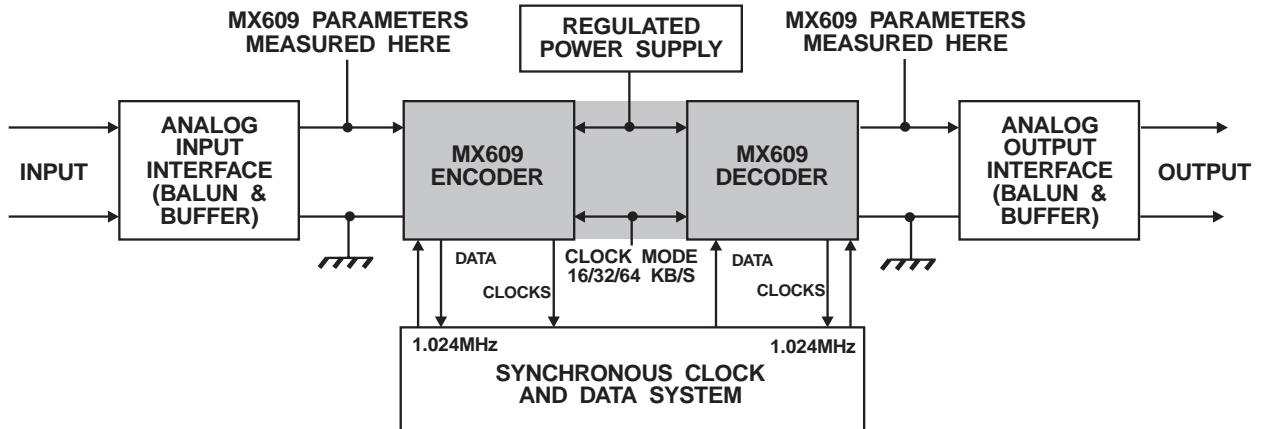 MX609 PARAMETERS
MEASURED HERE
REGULATED
POWER SUPPLY
MX609 PARAMETERS
MEASURED HERE
INPUT
ANALOG
INPUT
INTERFACE
(BALUN &
BUFFER)
MX609
ENCODER
MX609
DECODER
ANALOG
OUTPUT
INTERFACE
(BALUN &
BUFFER)
OUTPUT
DATA
CLOCKS
CLOCK MODE
16/32/64 KB/S
DATA
CLOCKS
1.024MHz
1.024MHz
SYNCHRONOUS CLOCK
AND DATA SYSTEM